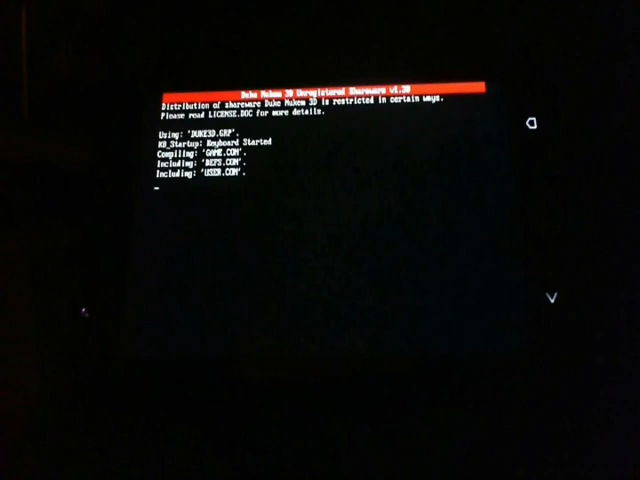 Duke Nukem 3D Unregistered Shareware v1.3D
Distribution of shareware Duke Nukem 3D is restricted in certain ways.
Please read LICENSE.DOC for more details.
Using: 'DUKE3D.GRP'.
KB_Startup: Keyboard Started
Compiling: 'GAME.CON'.
Including: 'DEFS.CON'.
Including: 'USER.CON'.